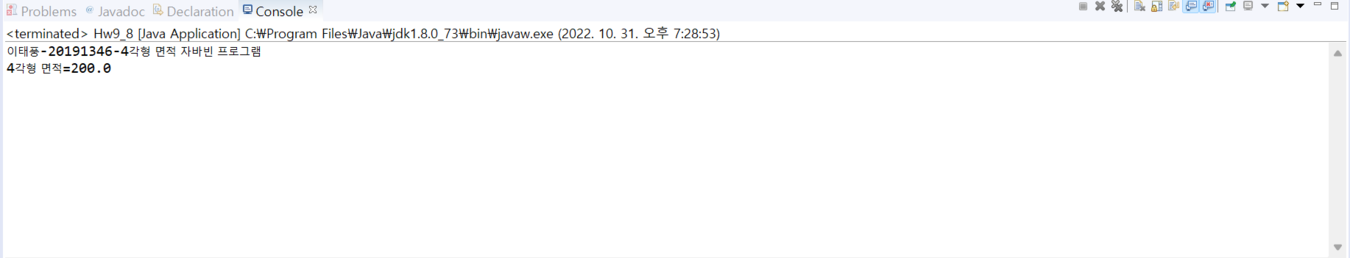 Problems Javadoc Declaration Console
<terminated> Hw9_8 [Java Application] C:₩Program Files₩Java₩jdk1.8.0_73₩bin₩javaw.exe (2022. 10. 31. 오후 7:28:53)
이태풍-20191346-4각형 면적 자바빈 프로그램
4각형 면적=200.0